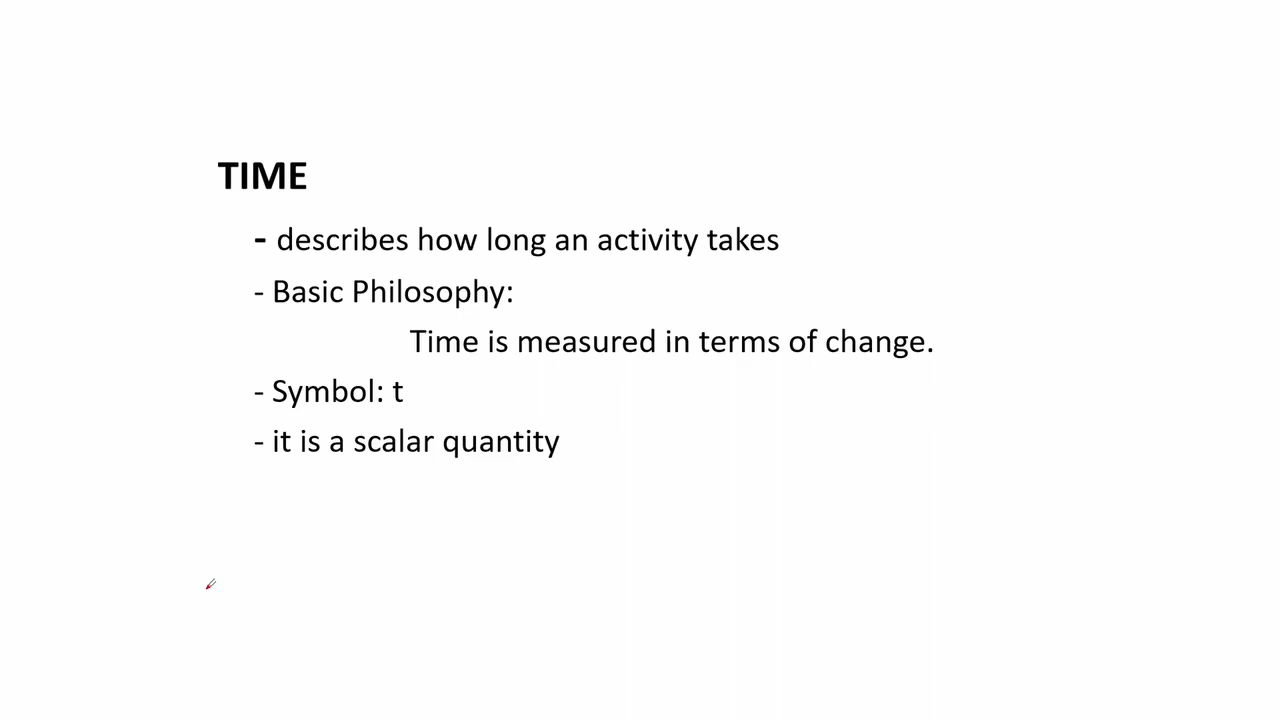 TIME
- describes how long an activity takes
- Basic Philosophy:
Time is measured in terms of change.
- Symbol: t
- it is a scalar quantity